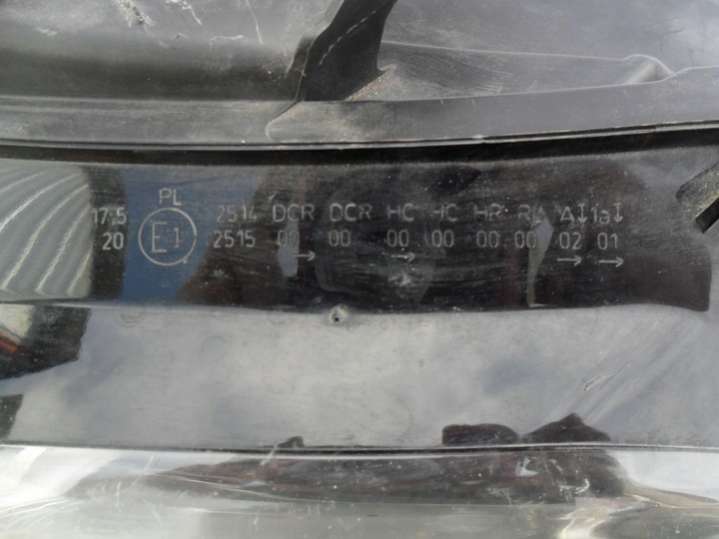 PL
17.5 2514 DCR DCR HC HC HR RL A↕ 1a↕
20 E1 2515 00 00 00 00 00 00 02 01
→ → → →